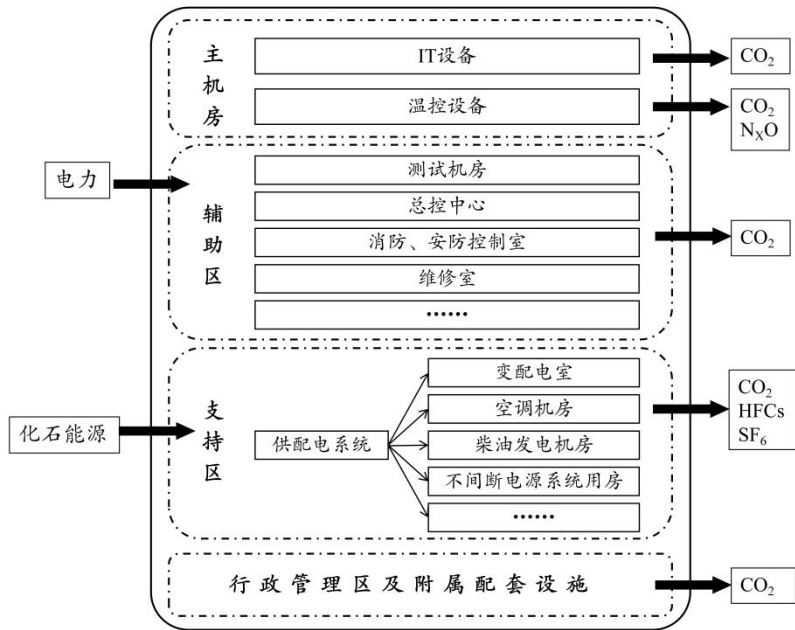 主机房
IT设备
CO₂
温控设备
CO₂
NₓO
电力
辅助区
测试机房
总控中心
消防、安防控制室
维修室
……
CO₂
化石能源
支持区
供配电系统
变配电室
空调机房
柴油发电机房
不间断电源系统用房
……
CO₂
HFCs
SF₆
行政管理区及附属配套设施
CO₂